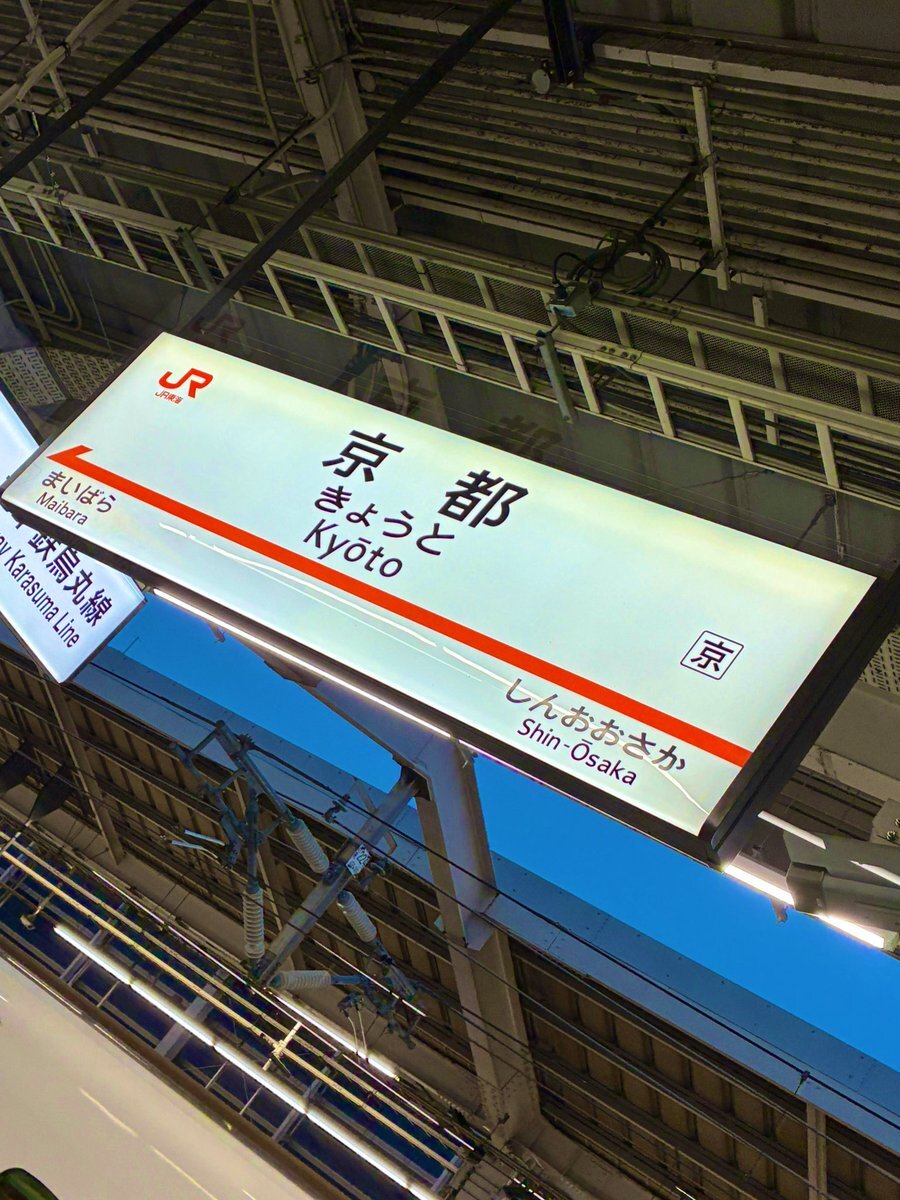 JR
JR東海
京都
きょうと
Kyōto
京
まいばら
Maibara
しんおおさか
Shin-Ōsaka
鉄烏丸線
y Karasuma Line